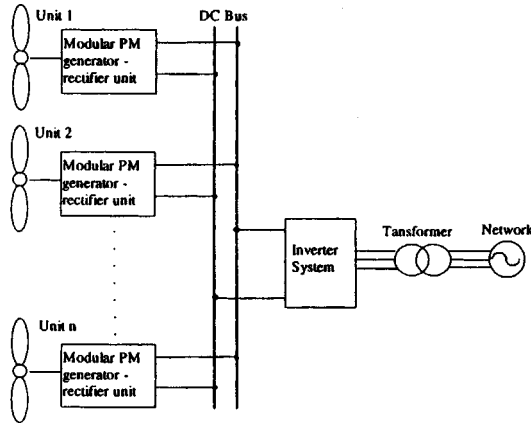 Unit 1
DC Bus
Modular PM
generator -
rectifier unit
Unit 2
Modular PM
generator -
rectifier unit
Inverter
System
Tansformer
Network
Unit n
Modular PM
generator -
rectifier unit